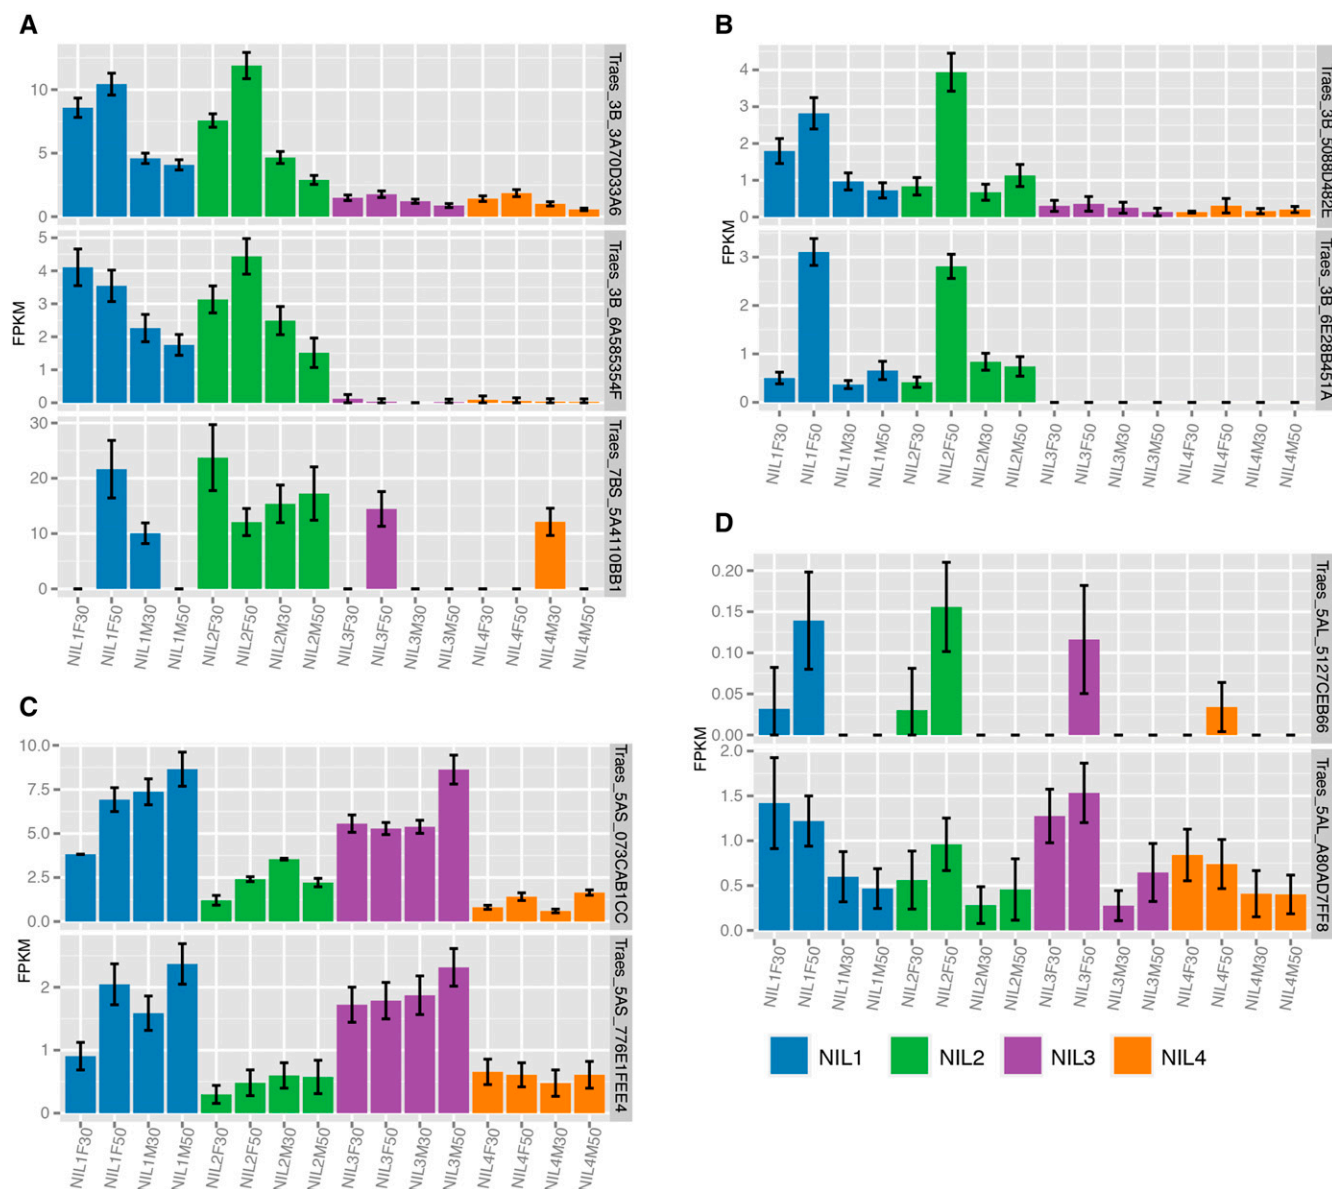 A
FPKM
10
5
0
Traes_3B_3A70D33A6
5
4
3
2
1
0
Traes_3B_6A585354F
30
20
10
0
Traes_7BS_5A4110BB1
NIL1F30 NIL1F50 NIL1M30 NIL1M50 NIL2F30 NIL2F50 NIL2M30 NIL2M50 NIL3F30 NIL3F50 NIL3M30 NIL3M50 NIL4F30 NIL4F50 NIL4M30 NIL4M50
B
FPKM
4
3
2
1
0
Traes_3B_5088D482E
3
2
1
0
Traes_3B_6E28B451A
NIL1F30 NIL1F50 NIL1M30 NIL1M50 NIL2F30 NIL2F50 NIL2M30 NIL2M50 NIL3F30 NIL3F50 NIL3M30 NIL3M50 NIL4F30 NIL4F50 NIL4M30 NIL4M50
C
FPKM
10.0
7.5
5.0
2.5
0.0
Traes_5AS_073CAB1CC
2
1
0
Traes_5AS_776E1FEE4
NIL1F30 NIL1F50 NIL1M30 NIL1M50 NIL2F30 NIL2F50 NIL2M30 NIL2M50 NIL3F30 NIL3F50 NIL3M30 NIL3M50 NIL4F30 NIL4F50 NIL4M30 NIL4M50
D
FPKM
0.20
0.15
0.10
0.05
0.00
Traes_5AL_5127CEB66
2.0
1.5
1.0
0.5
0.0
Traes_5AL_A80AD7FF8
NIL1F30 NIL1F50 NIL1M30 NIL1M50 NIL2F30 NIL2F50 NIL2M30 NIL2M50 NIL3F30 NIL3F50 NIL3M30 NIL3M50 NIL4F30 NIL4F50 NIL4M30 NIL4M50
NIL1 NIL2 NIL3 NIL4